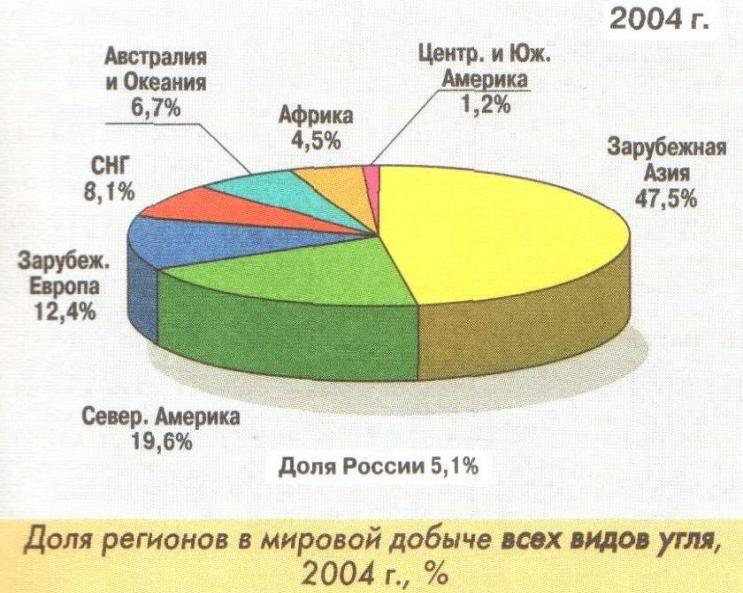 2004 г.
Австралия
и Океания
6,7%
Центр. и Юж.
Америка
1,2%
Африка
4,5%
Зарубежная
Азия
47,5%
СНГ
8,1%
Зарубеж.
Европа
12,4%
Север. Америка
19,6%
Доля России 5,1%
Доля регионов в мировой добыче всех видов угля,
2004 г., %